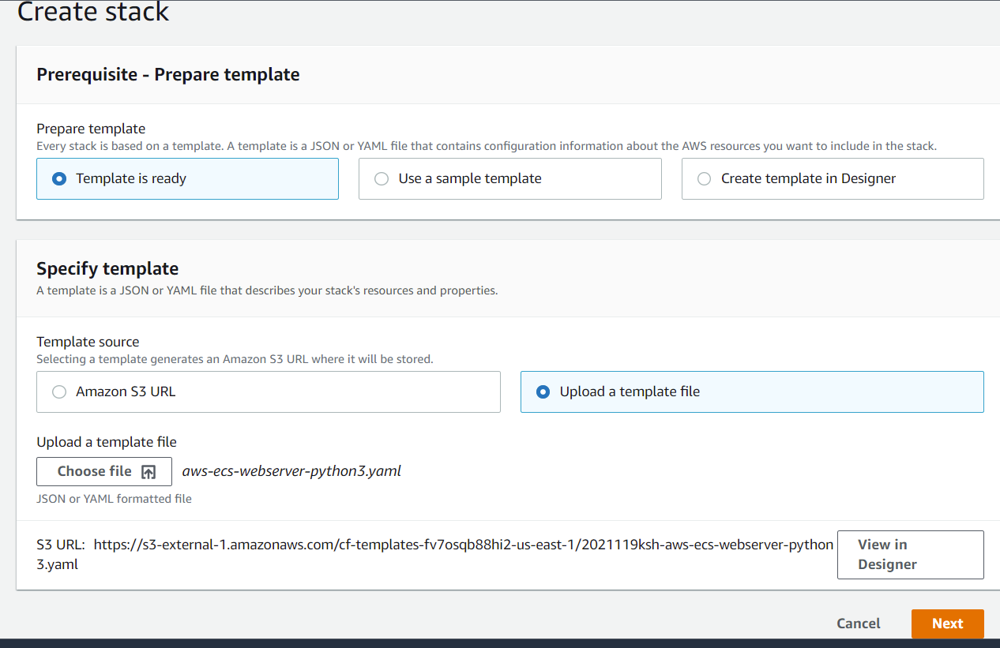 Create stack
Prerequisite - Prepare template
Prepare template
Every stack is based on a template. A template is a JSON or YAML file that contains configuration information about the AWS resources you want to include in the stack.
Template is ready
Use a sample template
Create template in Designer
Specify template
A template is a JSON or YAML file that describes your stack's resources and properties.
Template source
Selecting a template generates an Amazon S3 URL where it will be stored.
Amazon S3 URL
Upload a template file
Upload a template file
Choose file
aws-ecs-webserver-python3.yaml
JSON or YAML formatted file
S3 URL: https://s3-external-1.amazonaws.com/cf-templates-fv7osqb88hi2-us-east-1/2021119ksh-aws-ecs-webserver-python
3.yaml
View in
Designer
Cancel
Next